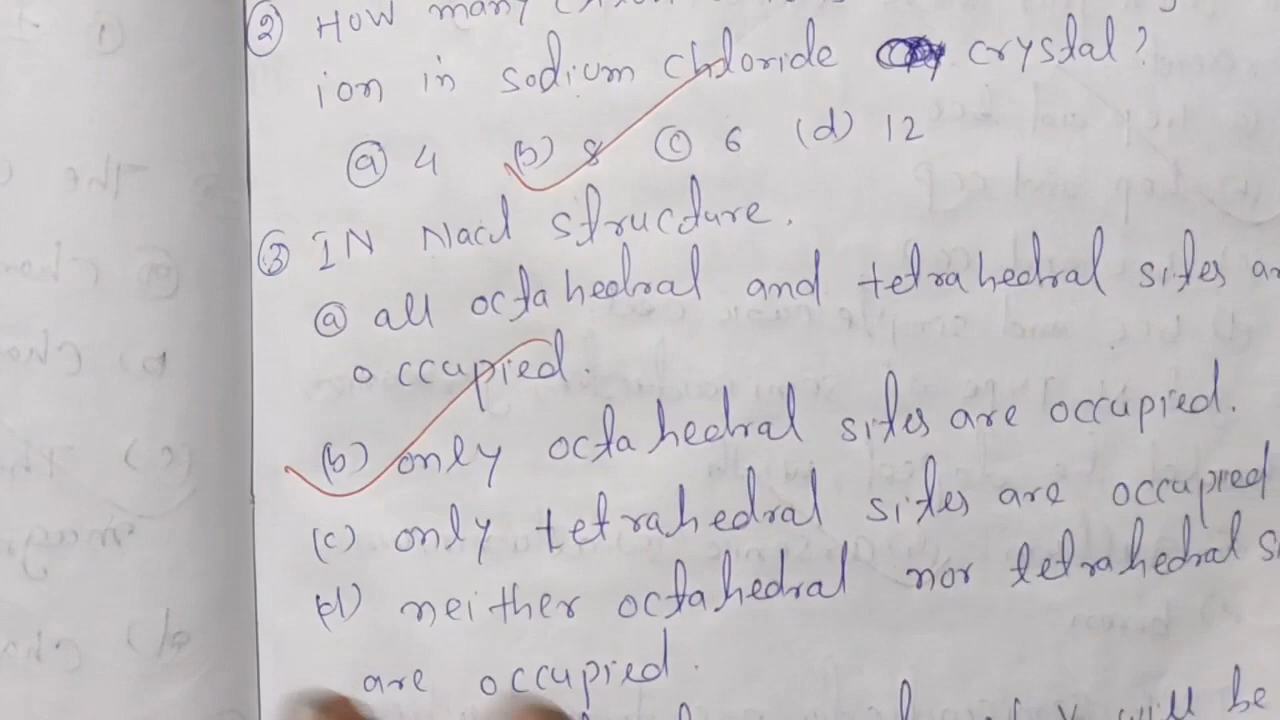 ② How many
ion in sodium chloride crystal?
ⓐ 4 (b) 8 ⓒ 6 (d) 12
③ IN Nacl structure.
ⓐ all octahedral and tetrahedral sites
occupied.
(b) only octahedral sites are occupied.
(c) only tetrahedral sites are occupied
(d) neither octahedral nor tetrahedral
are occupied.
will be